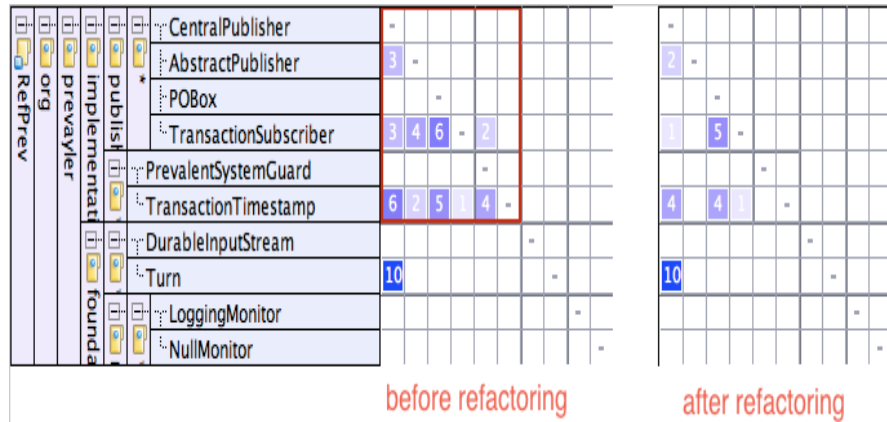 CentralPublisher -
AbstractPublisher 3 - 2 -
* POBox - -
TransactionSubscriber 3 4 6 - 2 1 5 -
PrevalentSystemGuard - -
TransactionTimestamp 6 2 5 1 4 - 4 4 1 -
DurableInputStream - -
Turn 10 - 10 -
LoggingMonitor - -
NullMonitor - -
RefPrev
org
prevayler
implementati
publish
founda
before refactoring
after refactoring